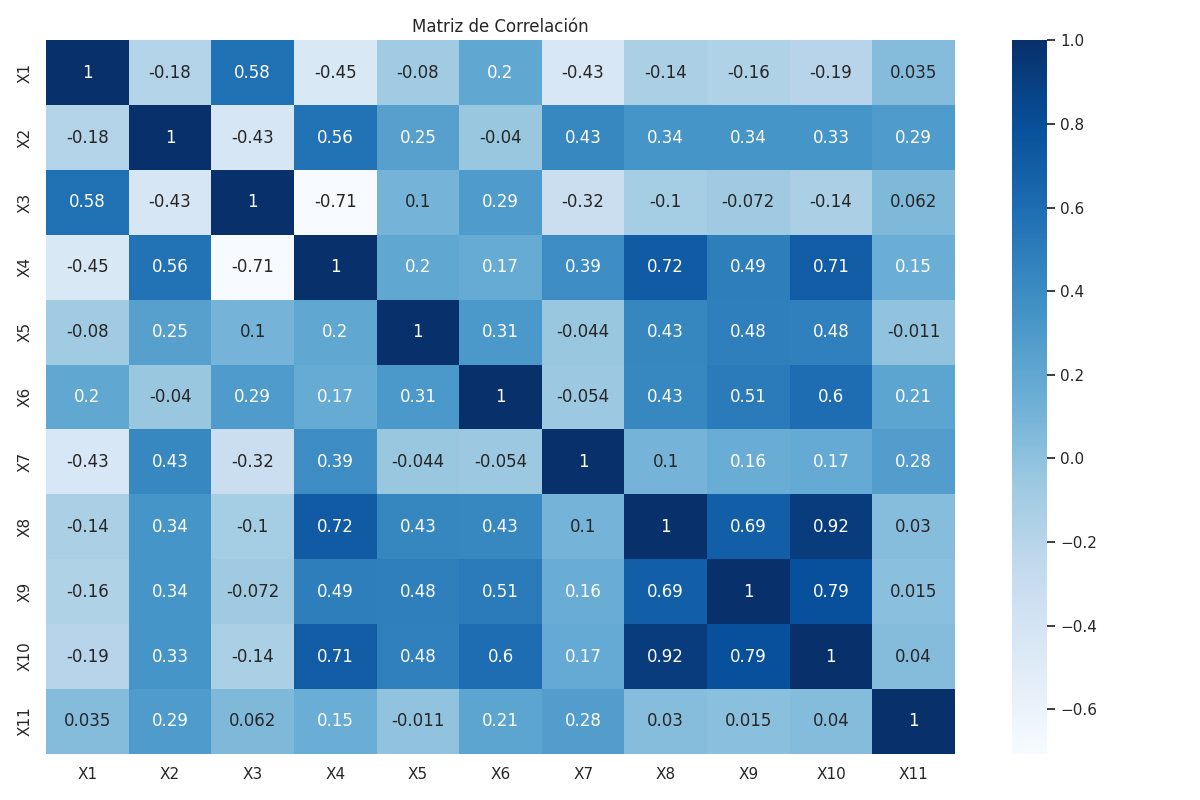 Matriz de Correlación
X1 1 -0.18 0.58 -0.45 -0.08 0.2 -0.43 -0.14 -0.16 -0.19 0.035
X2 -0.18 1 -0.43 0.56 0.25 -0.04 0.43 0.34 0.34 0.33 0.29
X3 0.58 -0.43 1 -0.71 0.1 0.29 -0.32 -0.1 -0.072 -0.14 0.062
X4 -0.45 0.56 -0.71 1 0.2 0.17 0.39 0.72 0.49 0.71 0.15
X5 -0.08 0.25 0.1 0.2 1 0.31 -0.044 0.43 0.48 0.48 -0.011
X6 0.2 -0.04 0.29 0.17 0.31 1 -0.054 0.43 0.51 0.6 0.21
X7 -0.43 0.43 -0.32 0.39 -0.044 -0.054 1 0.1 0.16 0.17 0.28
X8 -0.14 0.34 -0.1 0.72 0.43 0.43 0.1 1 0.69 0.92 0.03
X9 -0.16 0.34 -0.072 0.49 0.48 0.51 0.16 0.69 1 0.79 0.015
X10 -0.19 0.33 -0.14 0.71 0.48 0.6 0.17 0.92 0.79 1 0.04
X11 0.035 0.29 0.062 0.15 -0.011 0.21 0.28 0.03 0.015 0.04 1
X1 X2 X3 X4 X5 X6 X7 X8 X9 X10 X11
1.0
0.8
0.6
0.4
0.2
0.0
−0.2
−0.4
−0.6